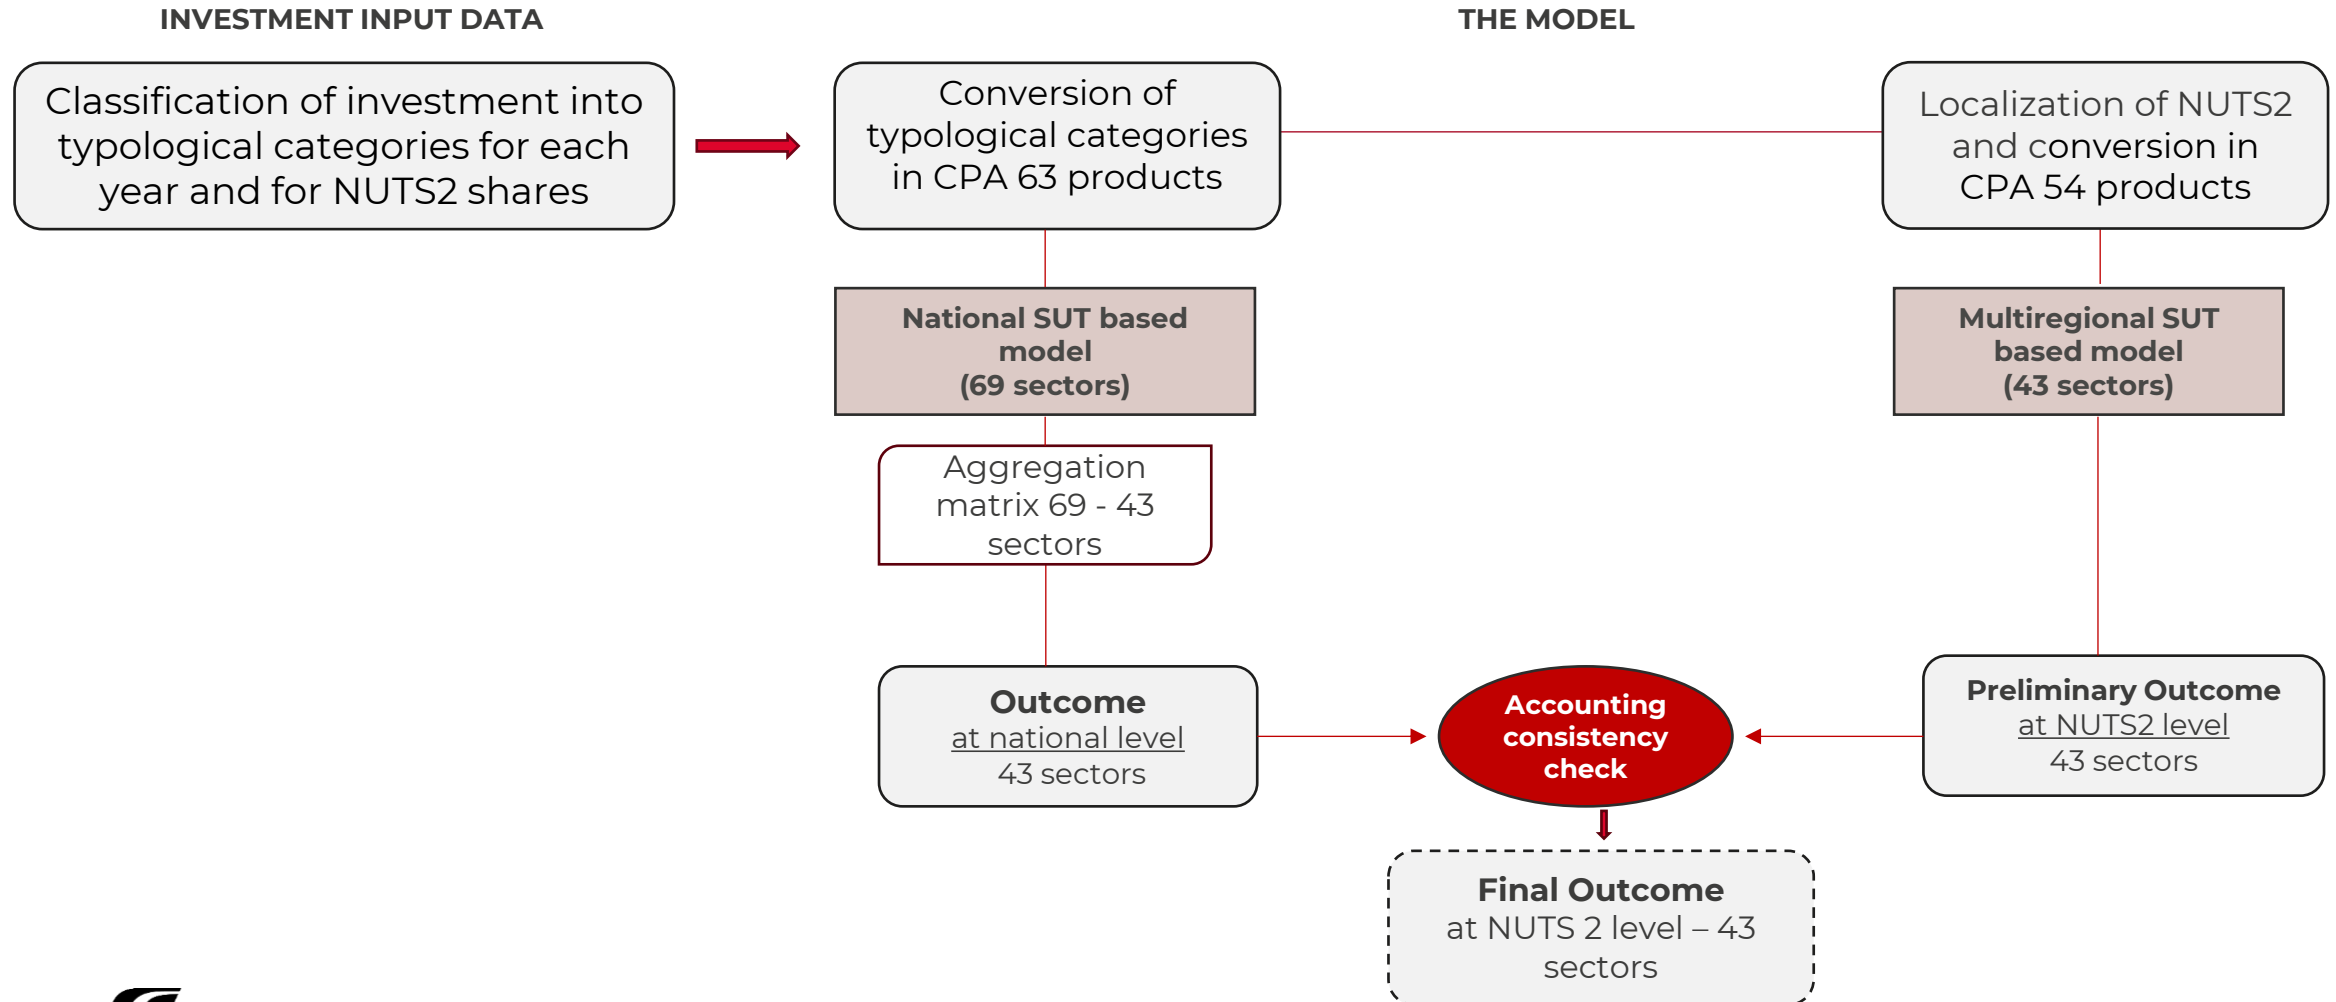 INVESTMENT INPUT DATA
THE MODEL
Classification of investment into
typological categories for each
year and for NUTS2 shares
Conversion of
typological categories
in CPA 63 products
Localization of NUTS2
and conversion in
CPA 54 products
National SUT based
model
(69 sectors)
Multiregional SUT
based model
(43 sectors)
Aggregation
matrix 69 - 43
sectors
Outcome
at national level
43 sectors
Accounting
consistency
check
Preliminary Outcome
at NUTS2 level
43 sectors
Final Outcome
at NUTS 2 level – 43
sectors